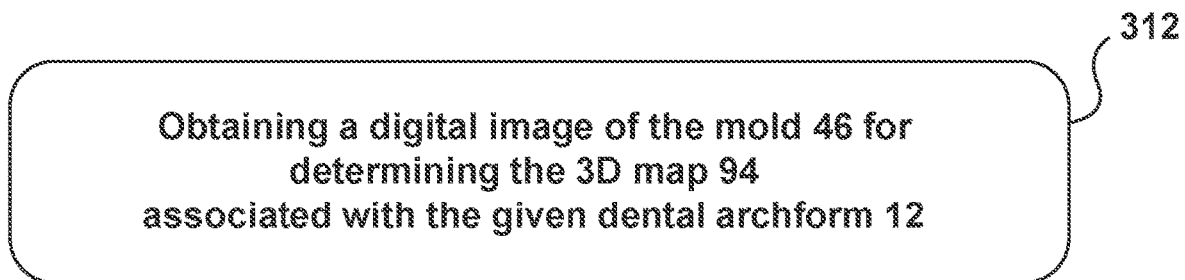 312
Obtaining a digital image of the mold 46 for
determining the 3D map 94
associated with the given dental archform 12